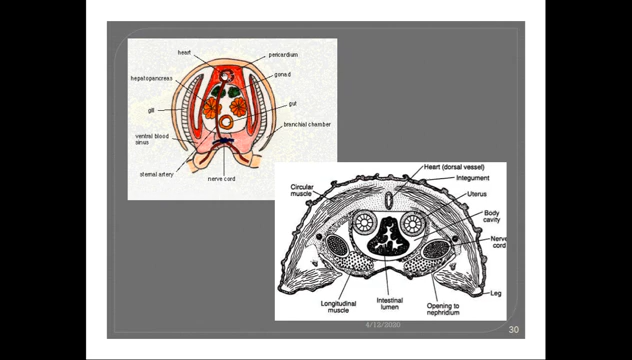 heart
pericardium
hepatopancreas
gonad
gill
gut
branchial chamber
ventral blood
sinus
sternal artery
nerve cord
Heart (dorsal vessel)
Integument
Circular
muscle
Uterus
Body
cavity
Nerve
cord
Leg
Longitudinal
muscle
Intestinal
lumen
Opening to
nephridium
4/12/2020
30